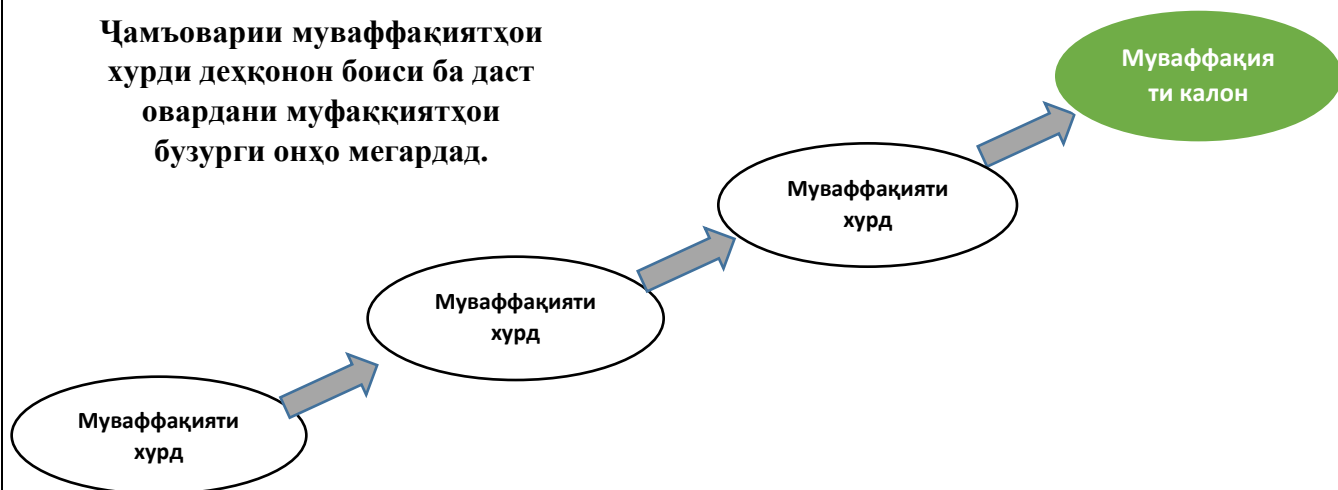 Ҷамъоварии муваффақиятҳои
хурди деҳқонон боиси ба даст
овардани муфаққиятҳои
бузурги онҳо мегардад.
Муваффақия
ти калон
Муваффақияти
хурд
Муваффақияти
хурд
Муваффақияти
хурд